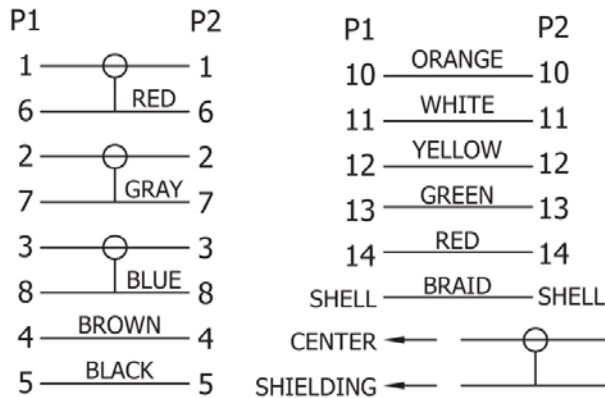 P1 P2
1 1
6 RED 6
2 2
7 GRAY 7
3 3
8 BLUE 8
4 BROWN 4
5 BLACK 5
P1 P2
10 ORANGE 10
11 WHITE 11
12 YELLOW 12
13 GREEN 13
14 RED 14
SHELL BRAID SHELL
CENTER
SHIELDING